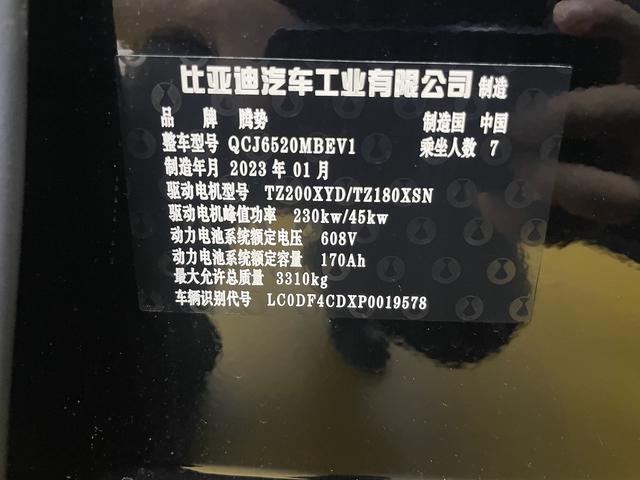 比亚迪汽车工业有限公司 制造
品 牌 腾势 制造国 中国
整车型号 QCJ6520MBEV1 乘坐人数 7
制造年月 2023 年 01 月
驱动电机型号 TZ200XYD/TZ180XSN
驱动电机峰值功率 230kw/45kw
动力电池系统额定电压 608V
动力电池系统额定容量 170Ah
最大允许总质量 3310kg
车辆识别代号 LC0DF4CDXP0019578